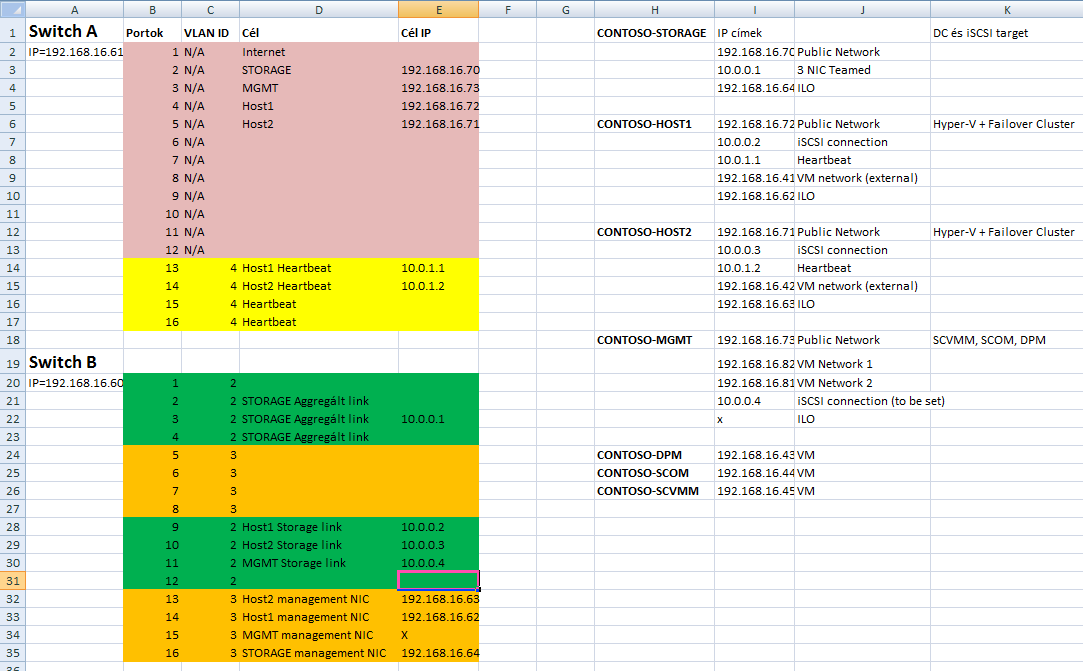 A B C D E F G H I J K
1 Switch A Portok VLAN ID Cél Cél IP CONTOSO-STORAGE IP címek DC és iSCSI target
2 IP=192.168.16.61 1 N/A Internet 192.168.16.70 Public Network
3 2 N/A STORAGE 192.168.16.70 10.0.0.1 3 NIC Teamed
4 3 N/A MGMT 192.168.16.73 192.168.16.64 ILO
5 4 N/A Host1 192.168.16.72
6 5 N/A Host2 192.168.16.71 CONTOSO-HOST1 192.168.16.72 Public Network Hyper-V + Failover Cluster
7 6 N/A 10.0.0.2 iSCSI connection
8 7 N/A 10.0.1.1 Heartbeat
9 8 N/A 192.168.16.41 VM network (external)
10 9 N/A 192.168.16.62 ILO
11 10 N/A
12 11 N/A CONTOSO-HOST2 192.168.16.71 Public Network Hyper-V + Failover Cluster
13 12 N/A 10.0.0.3 iSCSI connection
14 13 4 Host1 Heartbeat 10.0.1.1 10.0.1.2 Heartbeat
15 14 4 Host2 Heartbeat 10.0.1.2 192.168.16.42 VM network (external)
16 15 4 Heartbeat 192.168.16.63 ILO
17 16 4 Heartbeat
18 CONTOSO-MGMT 192.168.16.73 Public Network SCVMM, SCOM, DPM
19 Switch B 192.168.16.82 VM Network 1
20 IP=192.168.16.60 1 2 192.168.16.81 VM Network 2
21 2 2 STORAGE Aggregált link 10.0.0.4 iSCSI connection (to be set)
22 3 2 STORAGE Aggregált link 10.0.0.1 x ILO
23 4 2 STORAGE Aggregált link
24 5 3 CONTOSO-DPM 192.168.16.43 VM
25 6 3 CONTOSO-SCOM 192.168.16.44 VM
26 7 3 CONTOSO-SCVMM 192.168.16.45 VM
27 8 3
28 9 2 Host1 Storage link 10.0.0.2
29 10 2 Host2 Storage link 10.0.0.3
30 11 2 MGMT Storage link 10.0.0.4
31 12 2
32 13 3 Host2 management NIC 192.168.16.63
33 14 3 Host1 management NIC 192.168.16.62
34 15 3 MGMT management NIC X
35 16 3 STORAGE management NIC 192.168.16.64